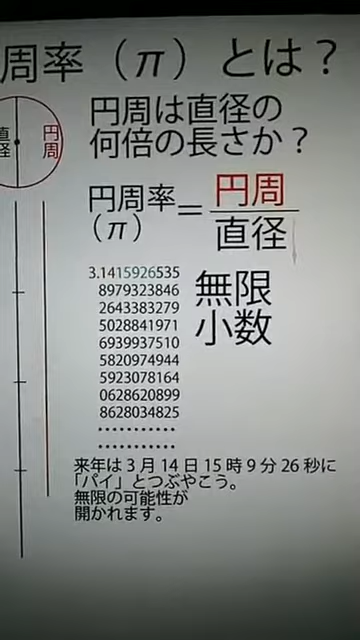 周率（π）とは？
円周は直径の
何倍の長さか？
直径
円周
円周率
（π）
＝
円周
直径
3.1415926535
8979323846
2643383279
5028841971
6939937510
5820974944
5923078164
0628620899
8628034825
・・・・・・・・・・・
・・・・・・・・・・・
無限
小数
来年は３月14日15時９分26秒に
「パイ」とつぶやこう。
無限の可能性が
開かれます。